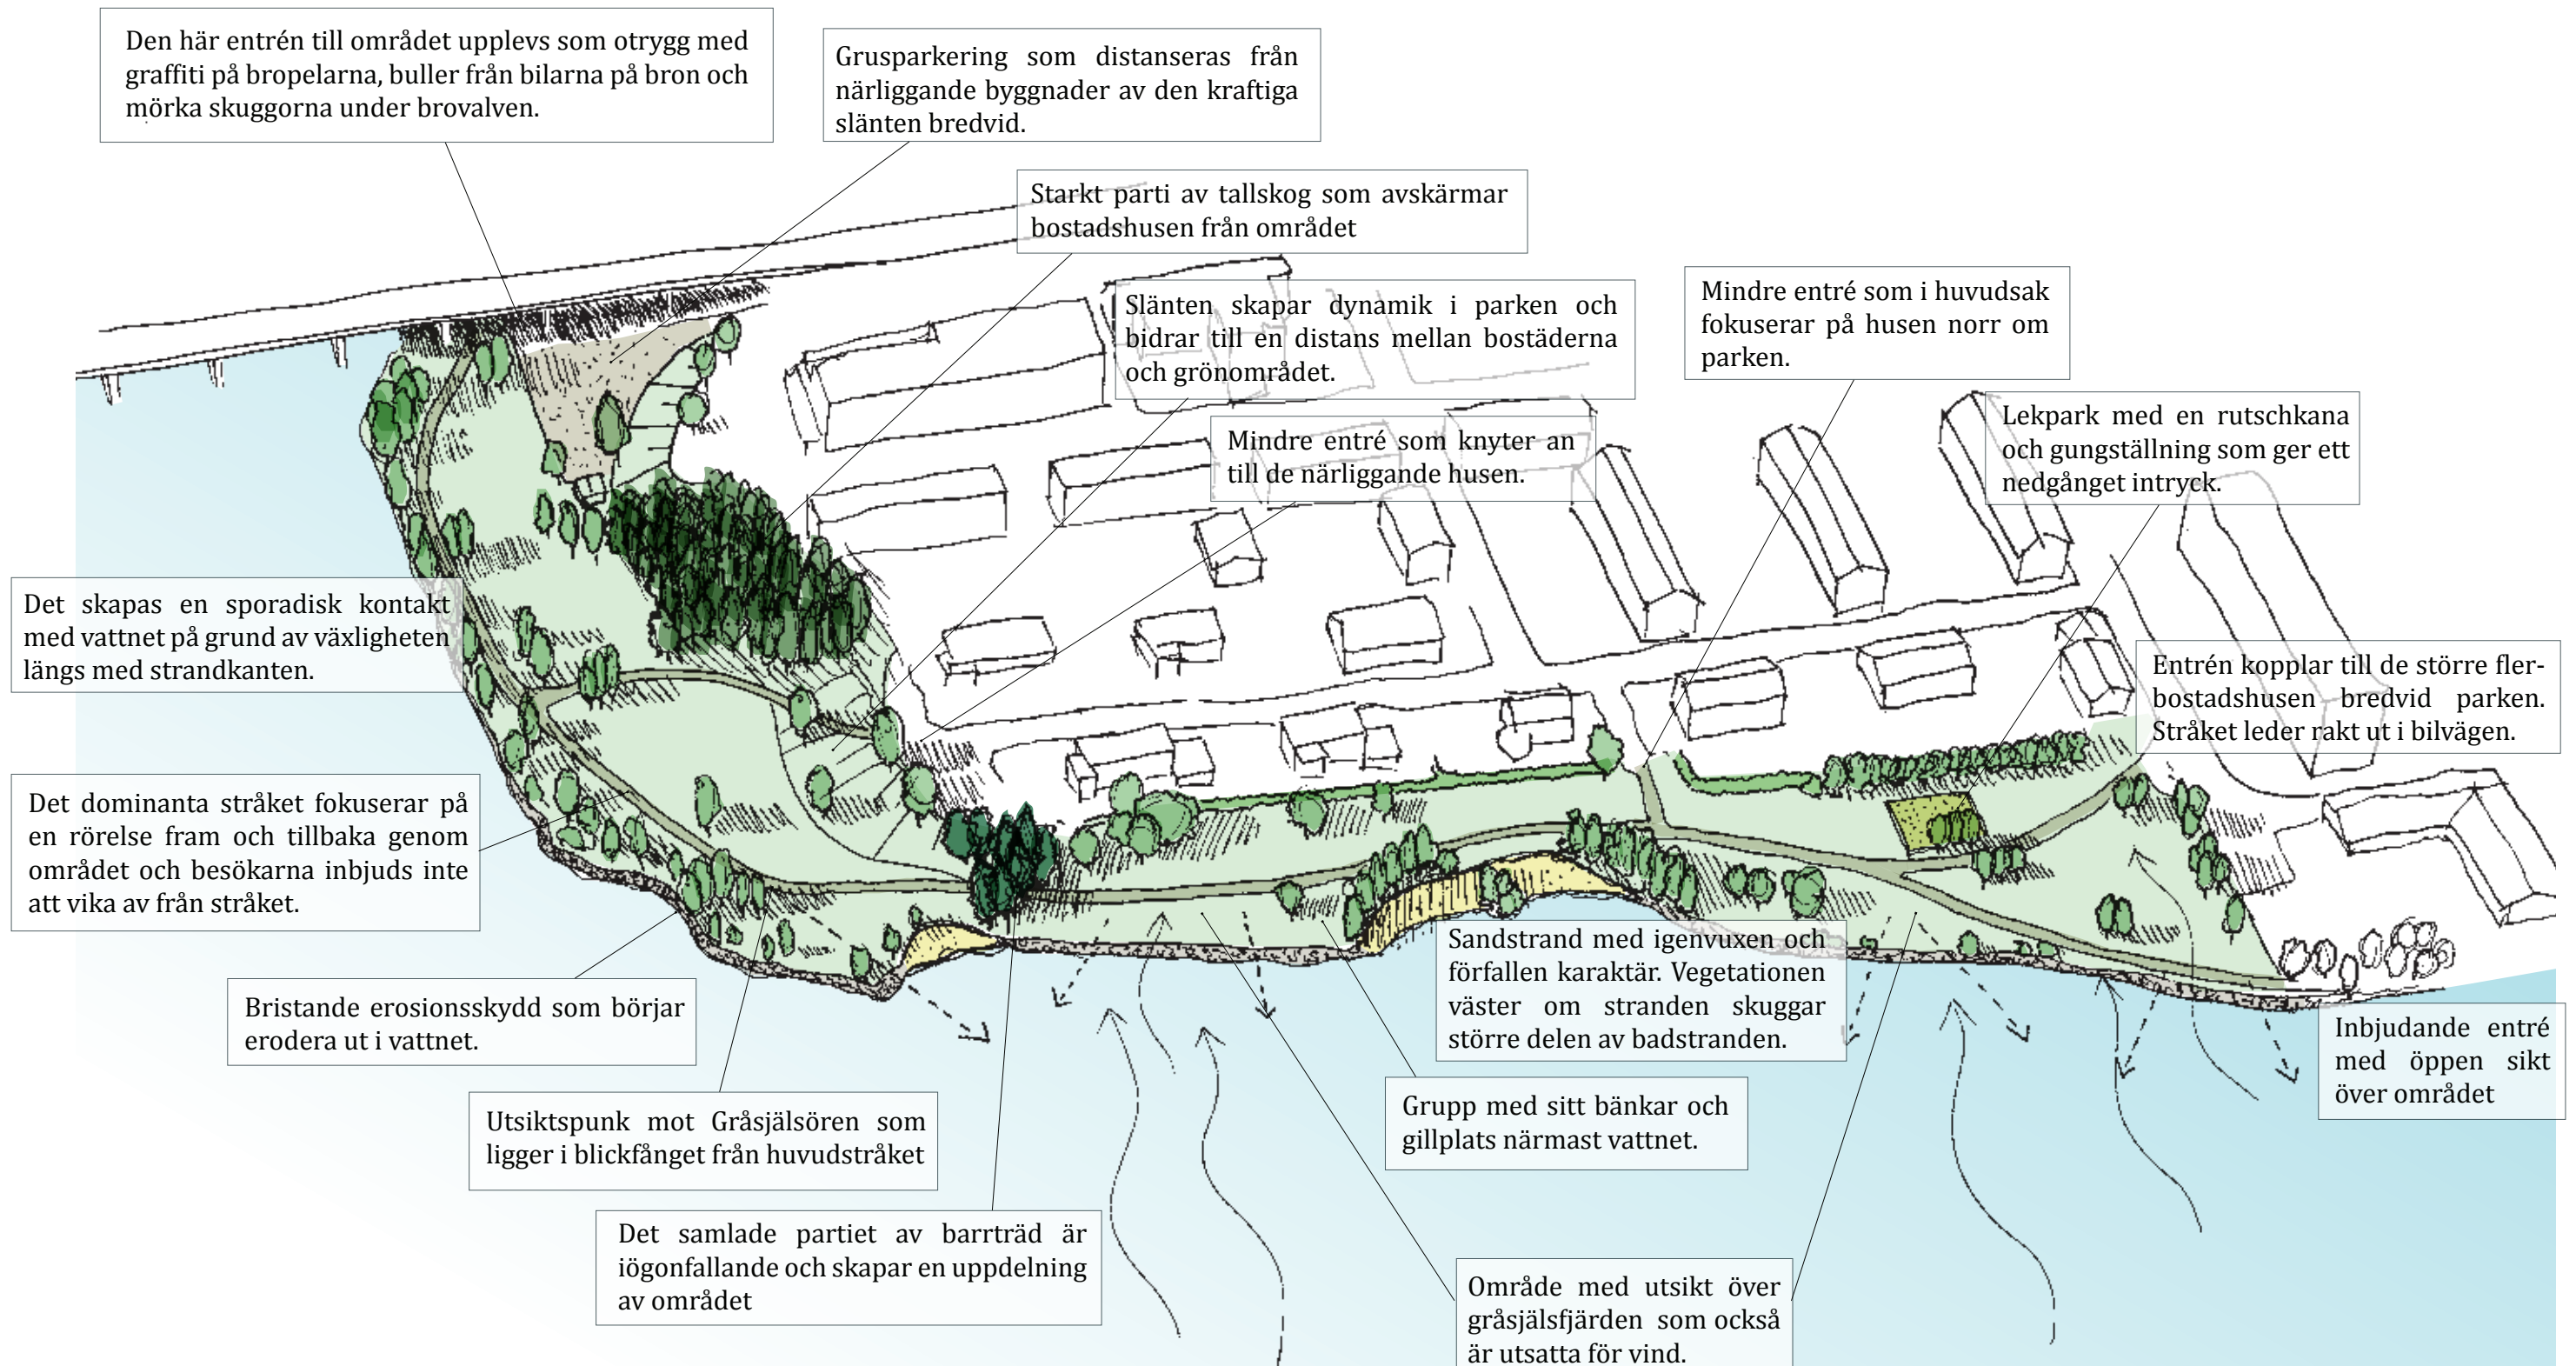 Den här entrén till området upplevs som otrygg med
graffiti på bropelarna, buller från bilarna på bron och
mörka skuggorna under brovalven.
Grusparkering som distanseras från
närliggande byggnader av den kraftiga
slänten bredvid.
Starkt parti av tallskog som avskärmar
bostadshusen från området
Slänten skapar dynamik i parken och
bidrar till en distans mellan bostäderna
och grönområdet.
Mindre entré som i huvudsak
fokuserar på husen norr om
parken.
Mindre entré som knyter an
till de närliggande husen.
Lekpark med en rutschkana
och gungställning som ger ett
nedgånget intryck.
Det skapas en sporadisk kontakt
med vattnet på grund av växligheten
längs med strandkanten.
Entrén kopplar till de större fler-
bostadshusen bredvid parken.
Stråket leder rakt ut i bilvägen.
Det dominanta stråket fokuserar på
en rörelse fram och tillbaka genom
området och besökarna inbjuds inte
att vika av från stråket.
Sandstrand med igenvuxen och
förfallen karaktär. Vegetationen
väster om stranden skuggar
större delen av badstranden.
Bristande erosionsskydd som börjar
erodera ut i vattnet.
Inbjudande entré
med öppen sikt
över området
Utsiktspunk mot Gråsjälsören som
ligger i blickfånget från huvudstråket
Grupp med sitt bänkar och
gillplats närmast vattnet.
Det samlade partiet av barrträd är
iögonfallande och skapar en uppdelning
av området
Område med utsikt över
gråsjälsfjärden som också
är utsatta för vind.